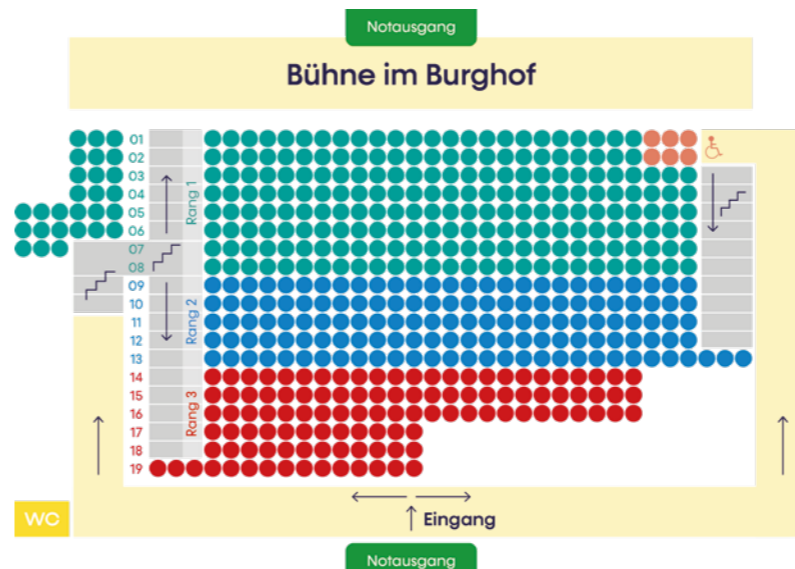 Notausgang
Bühne im Burghof
01
02
03
04
05
06
07
08
09
10
11
12
13
14
15
16
17
18
19
Rang 1
Rang 2
Rang 3
WC
Eingang
Notausgang